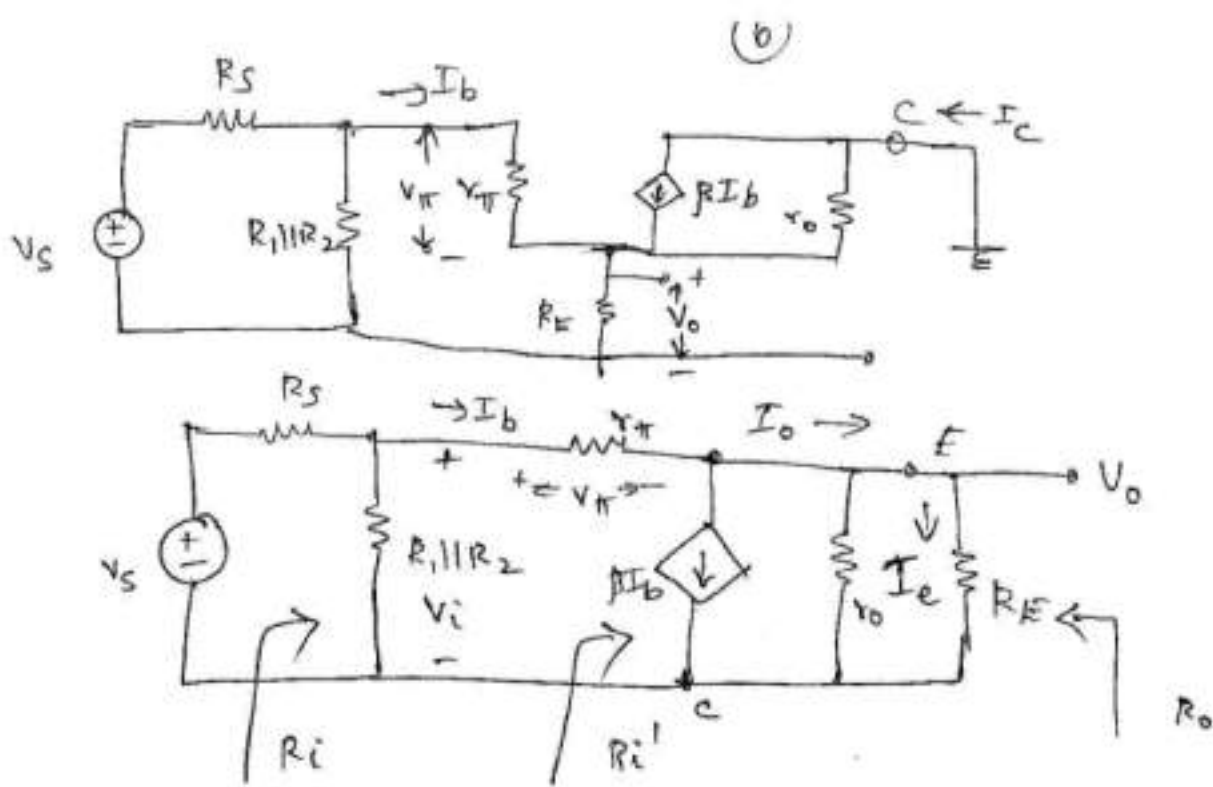 (b)
RS → Ib
C ← IC
VS + - R1||R2 Vπ - rπ βIb ro
RE + Vo -
RS → Ib rπ Io → E
+ + ← Vπ → - Vo
VS + - R1||R2 βIb ro Ie RE
Vi
-
C Ro
Ri Ri'